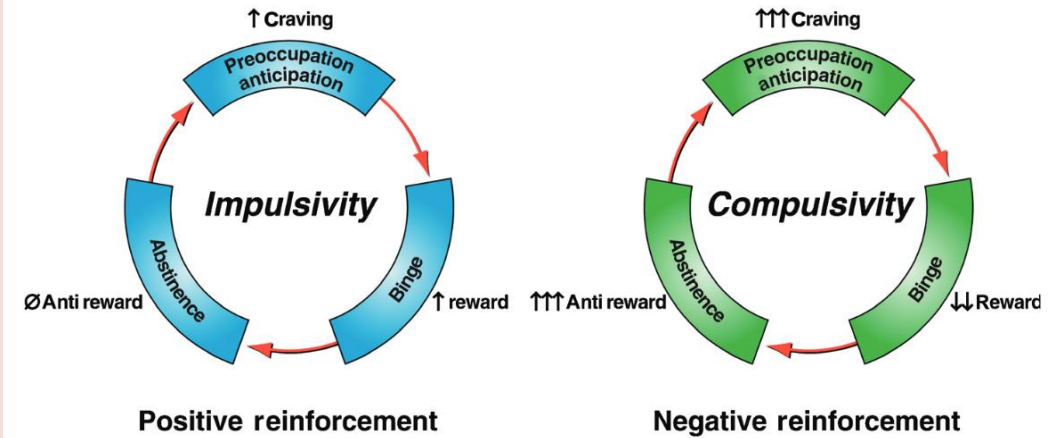 ↑ Craving
Preoccupation
anticipation
Impulsivity
Abstinence
Binge
Ø Anti reward
↑ reward
Positive reinforcement
↑↑↑ Craving
Preoccupation
anticipation
Compulsivity
Abstinence
Binge
↑↑↑ Anti reward
↓↓ Reward
Negative reinforcement